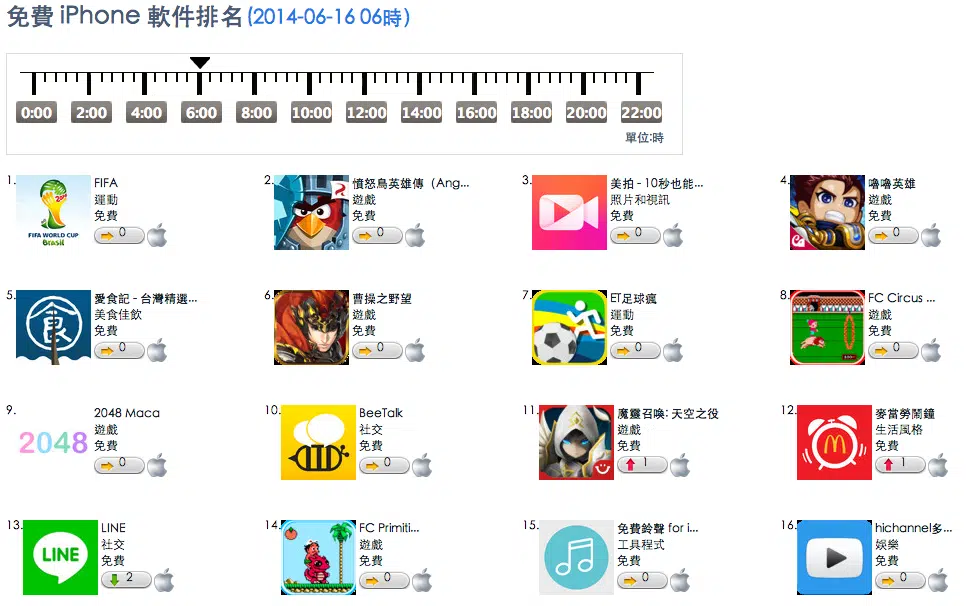 免費 iPhone 軟件排名 (2014-06-16 06時)
0:00 2:00 4:00 6:00 8:00 10:00 12:00 14:00 16:00 18:00 20:00 22:00
單位:時
1.
FIFA
運動
免費
0
FIFA WORLD CUP
Brasil
2.
憤怒鳥英雄傳 (Ang...
遊戲
免費
0
3.
美拍 - 10秒也能...
照片和視訊
免費
0
4.
嚕嚕英雄
遊戲
免費
0
5.
愛食記 - 台灣精選...
美食佳飲
免費
0
食
6.
曹操之野望
遊戲
免費
0
7.
ET足球瘋
運動
免費
0
8.
FC Circus ...
遊戲
免費
0
9.
2048 Maca
遊戲
免費
0
2048
10.
BeeTalk
社交
免費
0
11.
魔靈召喚: 天空之役
遊戲
免費
1
12.
麥當勞鬧鐘
生活風格
免費
1
13.
LINE
社交
免費
2
LINE
14.
FC Primiti...
遊戲
免費
0
15.
免費鈴聲 for i...
工具程式
免費
0
16.
hichannel多...
娛樂
免費
0